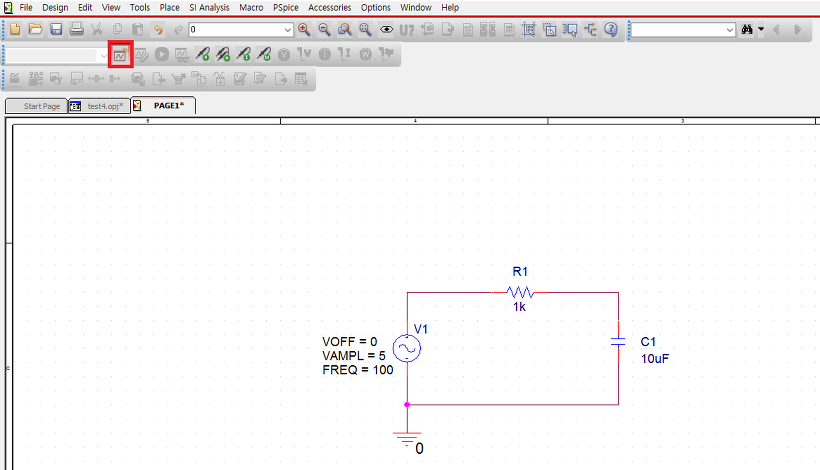 File Design Edit View Tools Place SI Analysis Macro PSpice Accessories Options Window Help
0
U?
V I W
Start Page test4.opj* PAGE1*
5 4 3
R1
1k
V1
VOFF = 0
VAMPL = 5
FREQ = 100
C1
10uF
C
0